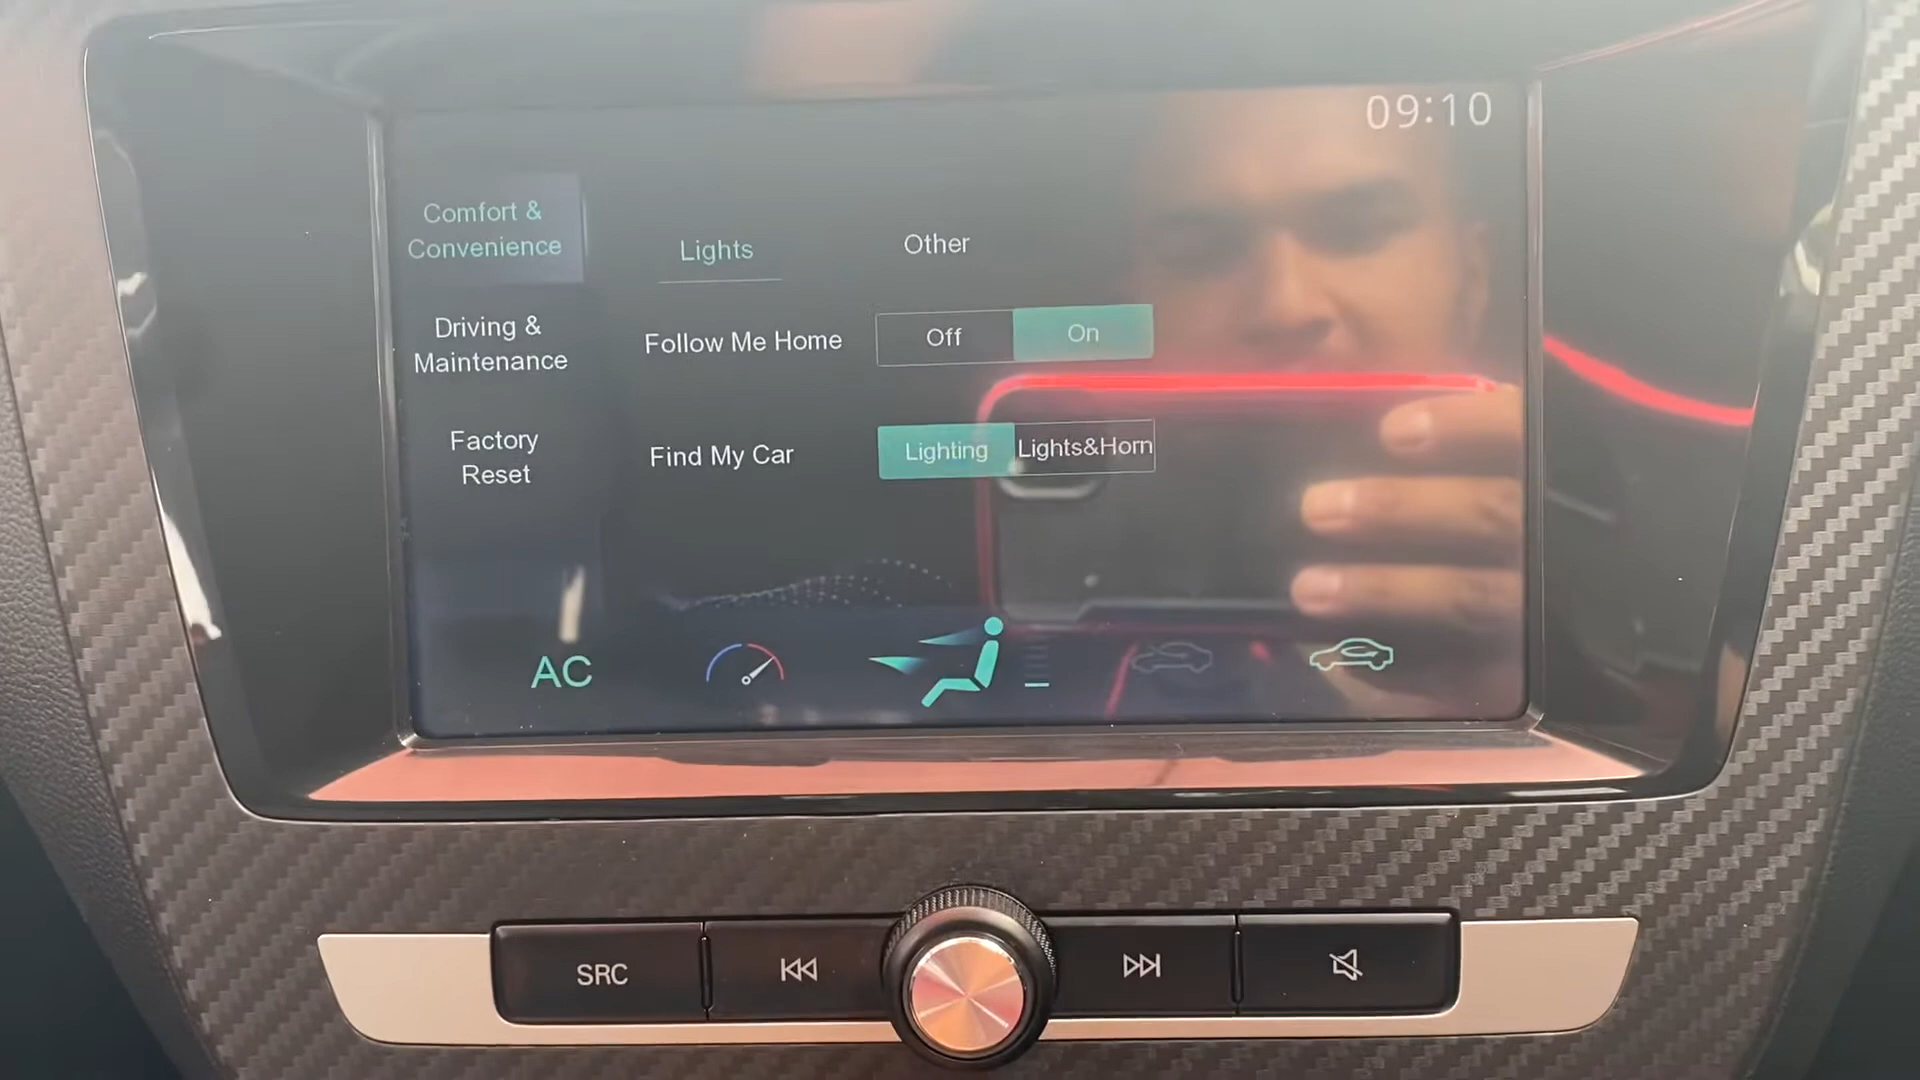 09:10
Comfort &
Convenience
Lights
Other
Driving &
Maintenance
Follow Me Home
Off
On
Factory
Reset
Find My Car
Lighting
Lights&Horn
AC
SRC